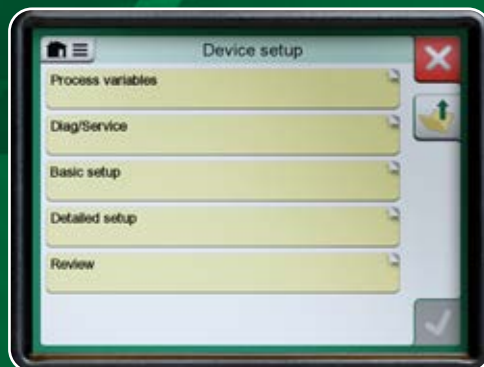 Device setup
Process variables
Diag/Service
Basic setup
Detailed setup
Review